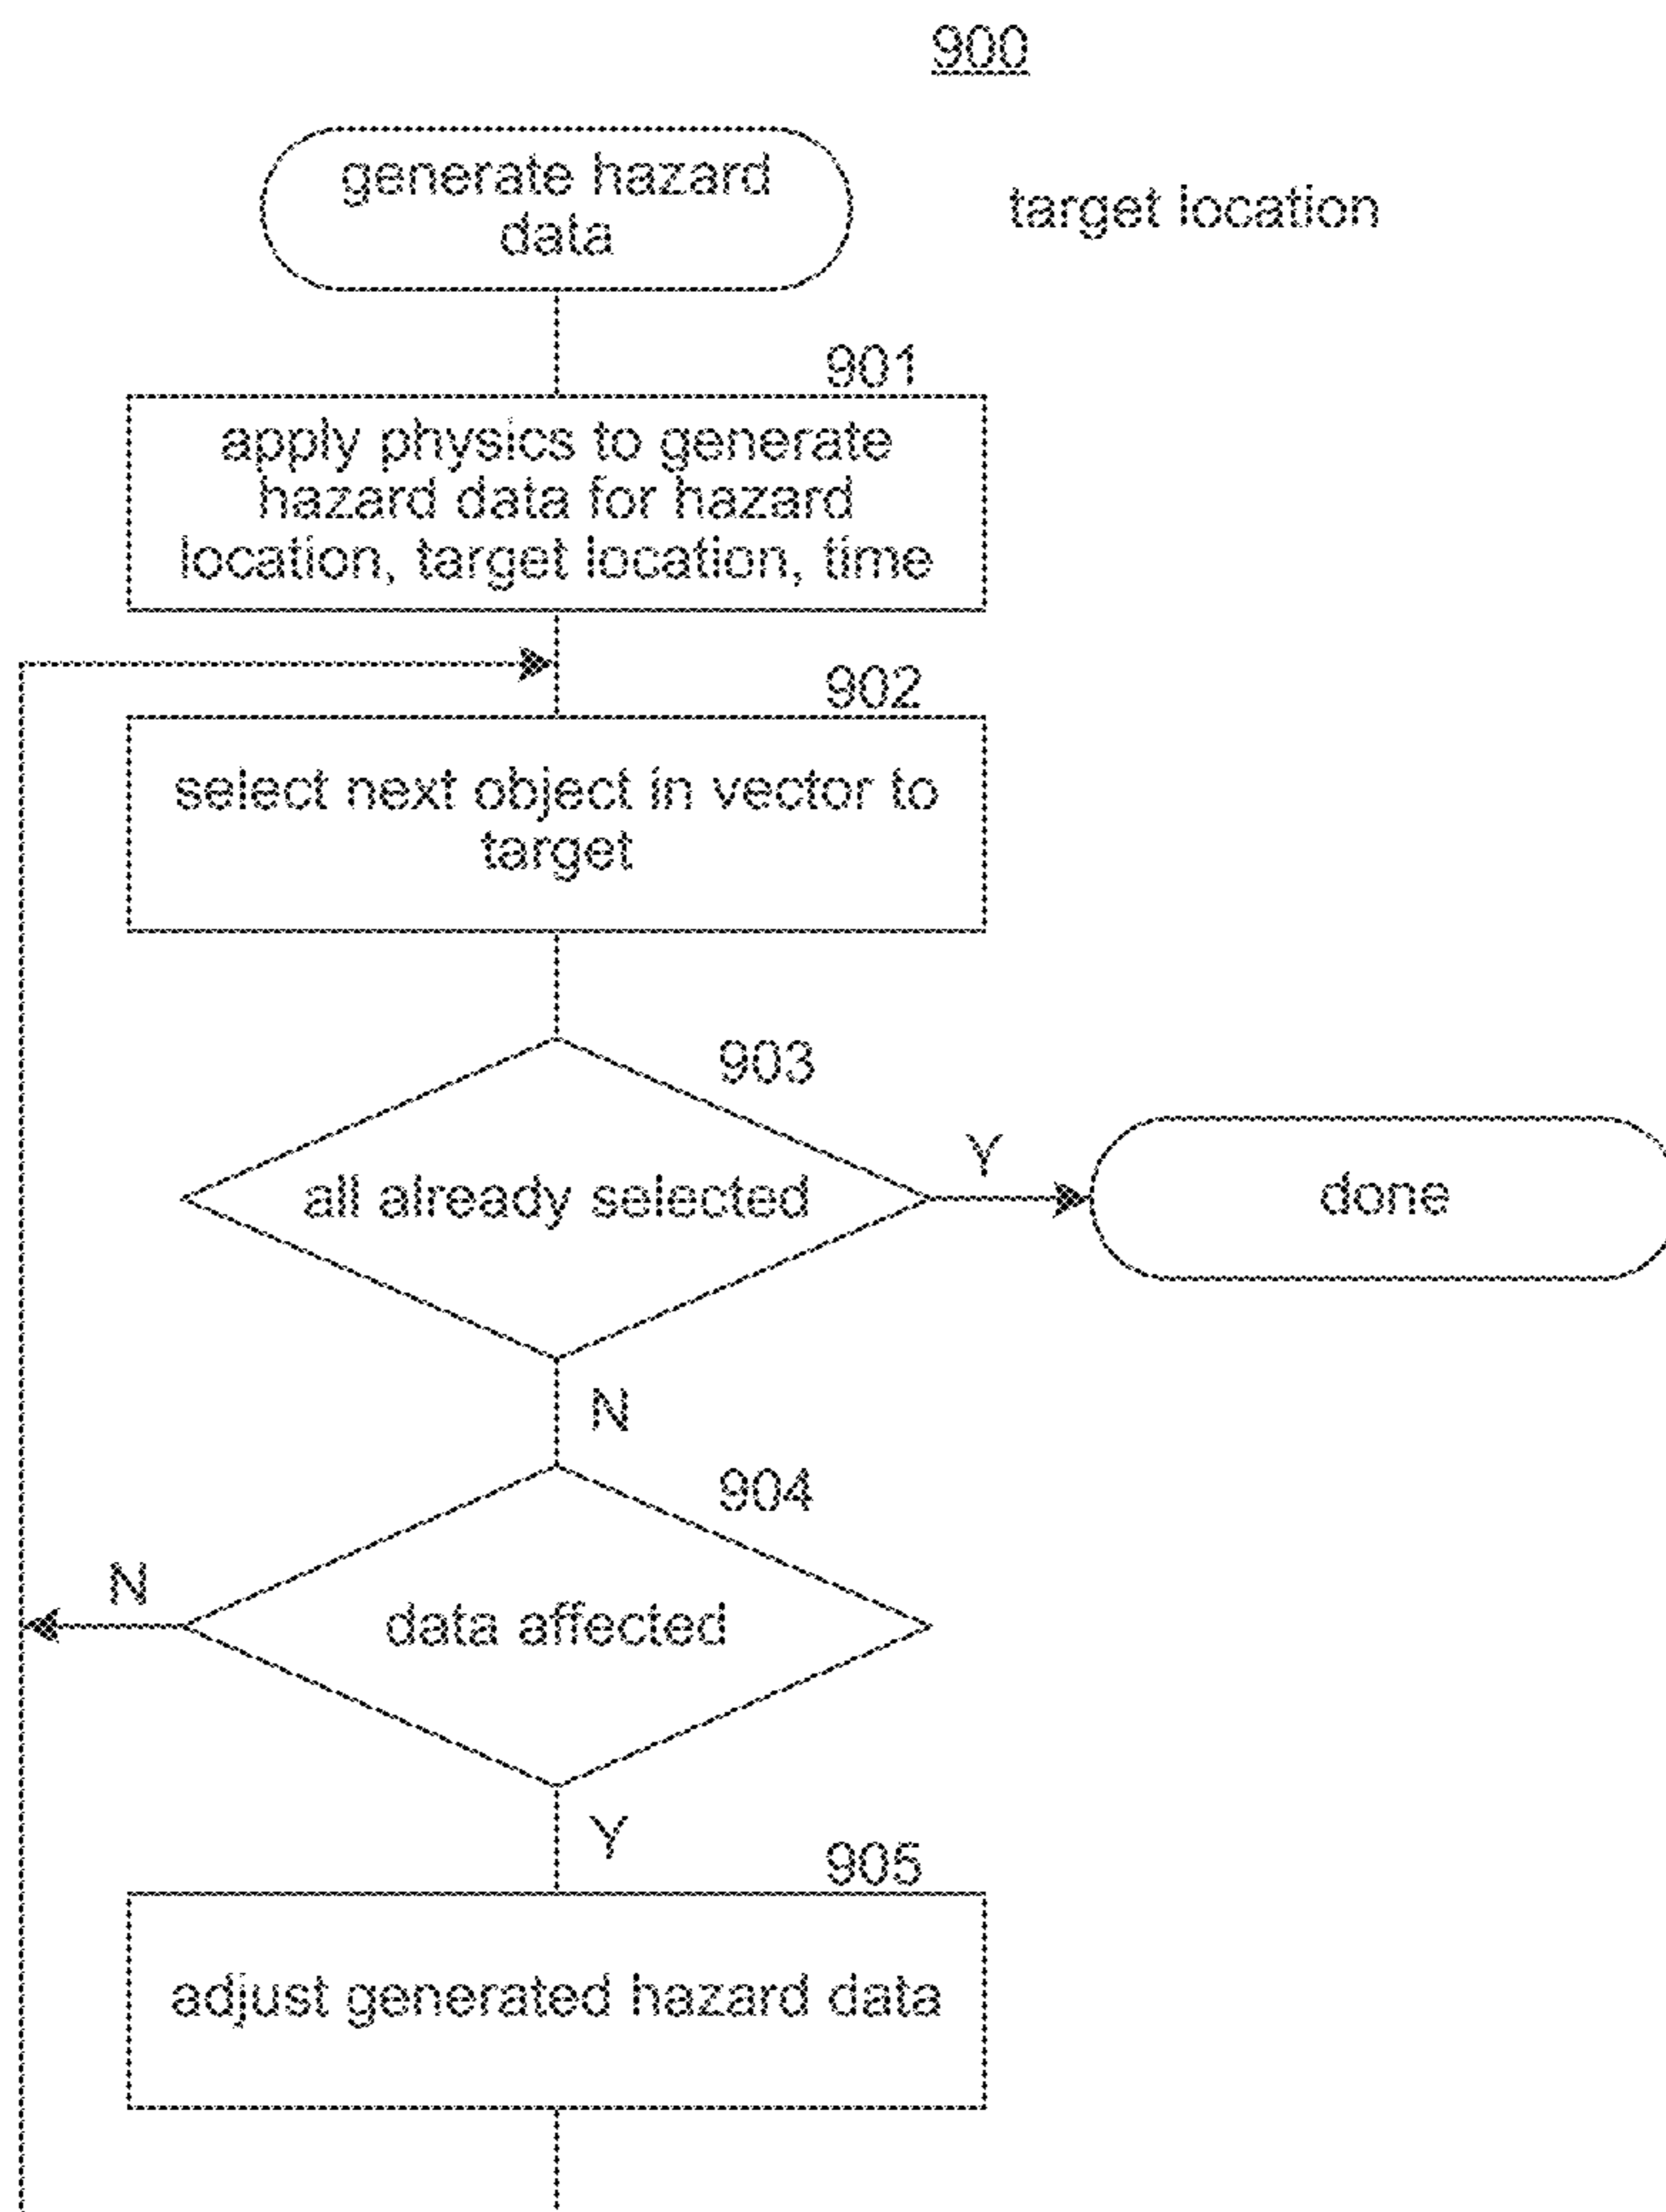 900
generate hazard
data
target location
901
apply physics to generate
hazard data for hazard
location, target location, time
902
select next object in vector to
target
903
all already selected
Y
done
N
904
N
data affected
Y
905
adjust generated hazard data